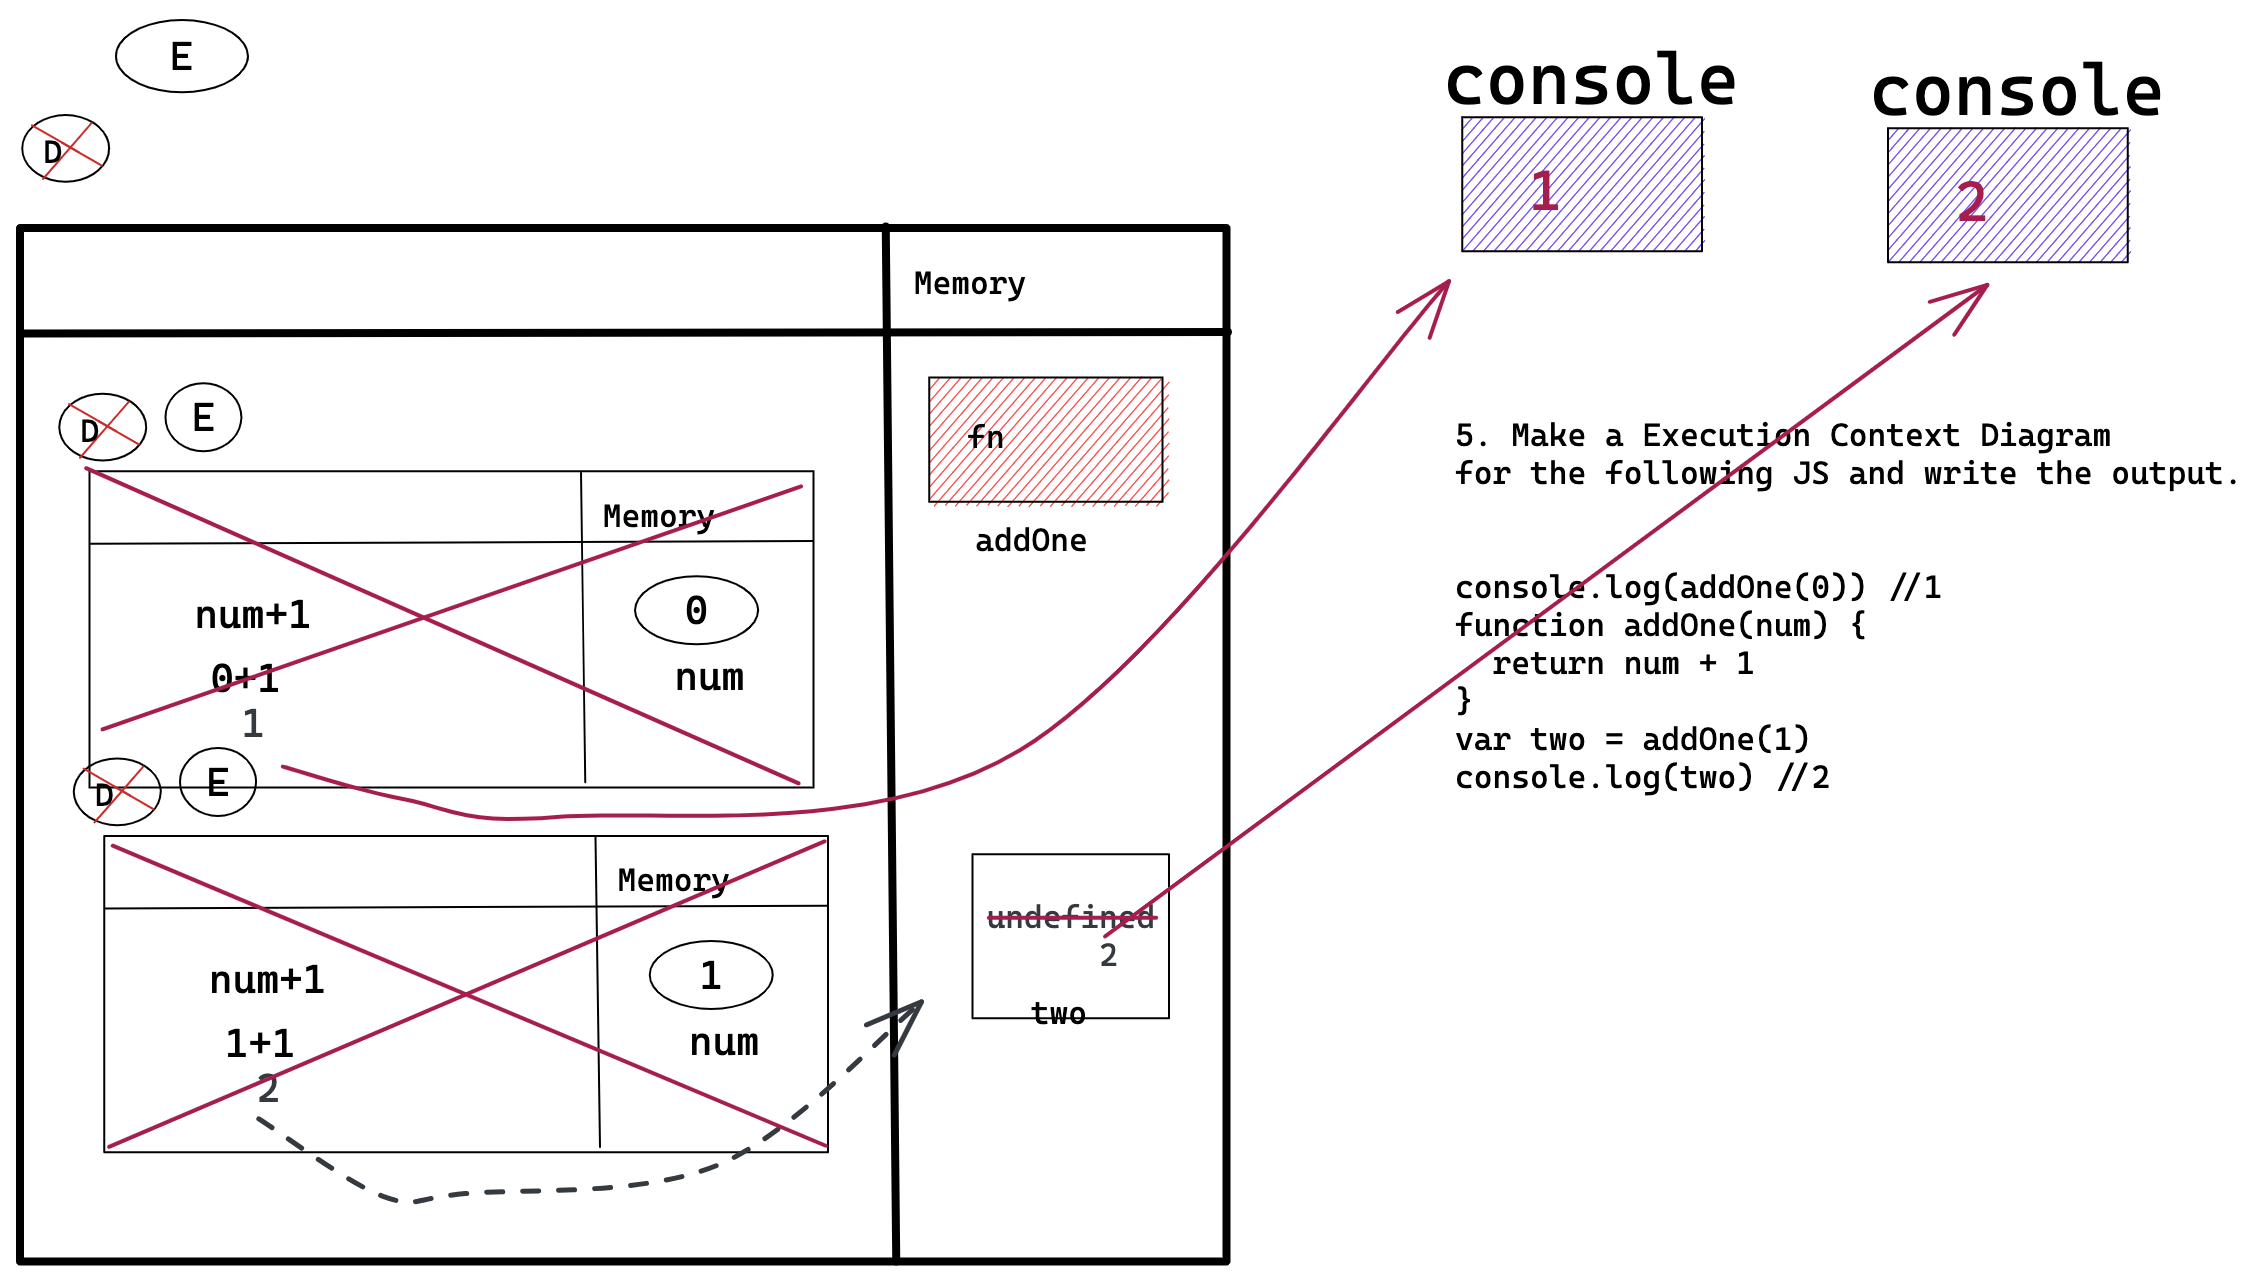 E
D
console
1
console
2
Memory
D
E
Memory
num+1
0
0+1
num
1
fn
addOne
D
E
Memory
num+1
1
1+1
num
2
undefined
2
two
5. Make a Execution Context Diagram
for the following JS and write the output.
console.log(addOne(0)) //1
function addOne(num) {
  return num + 1
}
var two = addOne(1)
console.log(two) //2